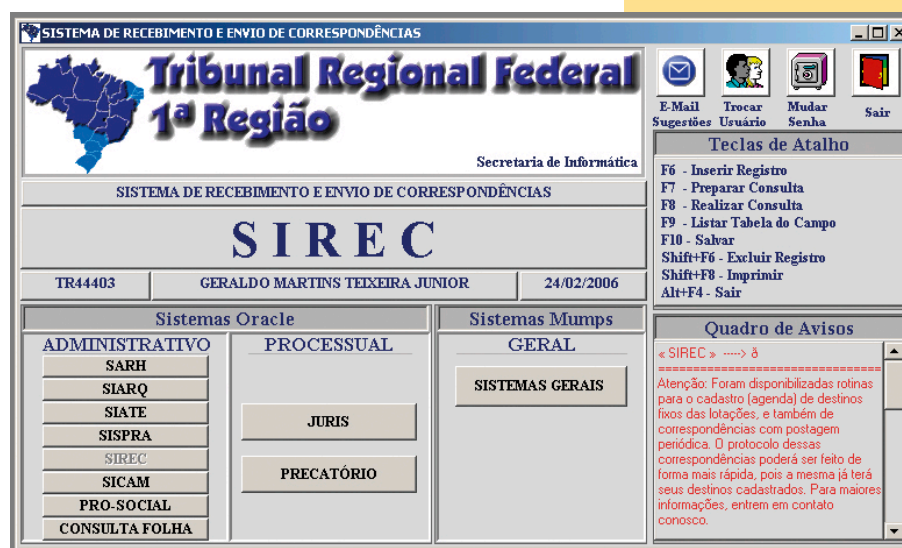 SISTEMA DE RECEBIMENTO E ENVIO DE CORRESPONDÊNCIAS
Tribunal Regional Federal
1ª Região
Secretaria de Informática
SISTEMA DE RECEBIMENTO E ENVIO DE CORRESPONDÊNCIAS
SIREC
TR44403
GERALDO MARTINS TEIXEIRA JUNIOR
24/02/2006
Sistemas Oracle
ADMINISTRATIVO
SARH
SIARQ
SIATE
SISPRA
SIREC
SICAM
PRO-SOCIAL
CONSULTA FOLHA
PROCESSUAL
JURIS
PRECATÓRIO
Sistemas Mumps
GERAL
SISTEMAS GERAIS
E-Mail
Sugestões
Trocar
Usuário
Mudar
Senha
Sair
Teclas de Atalho
F6 - Inserir Registro
F7 - Preparar Consulta
F8 - Realizar Consulta
F9 - Listar Tabela do Campo
F10 - Salvar
Shift+F6 - Excluir Registro
Shift+F8 - Imprimir
Alt+F4 - Sair
Quadro de Avisos
« SIREC » ----> ð
================================
Atenção: Foram disponibilizadas rotinas
para o cadastro (agenda) de destinos
fixos das lotações, e também de
correspondências com postagem
periódica. O protocolo dessas
correspondências poderá ser feito de
forma mais rápida, pois a mesma já terá
seus destinos cadastrados. Para maiores
informações, entrem em contato
conosco.